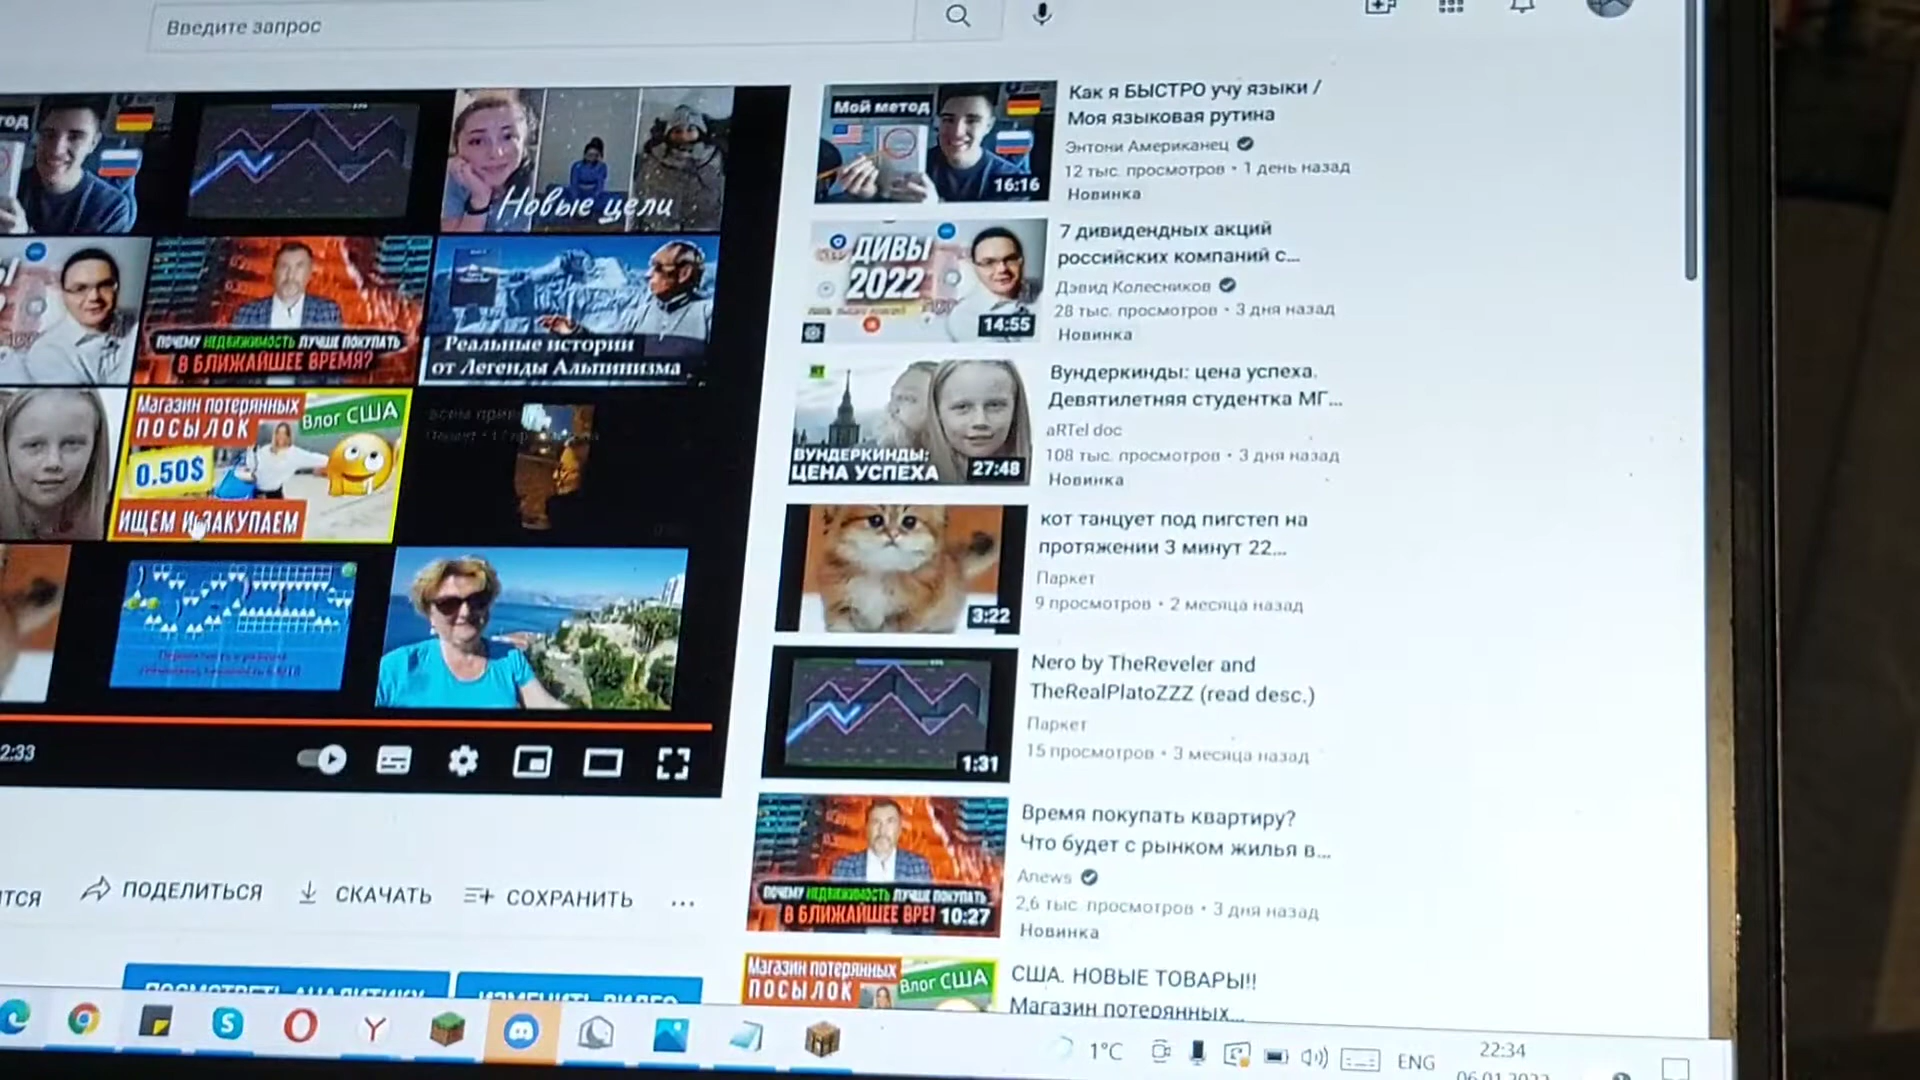 Введите запрос
Новые цели
ПОЧЕМУ НЕДВИЖИМОСТЬ ЛУЧШЕ ПОКУПАТЬ
В БЛИЖАЙШЕЕ ВРЕМЯ?
Реальные истории
от Легенды Альпинизма
Магазин потерянных
ПОСЫЛОК
Влог США
0.50$
ИЩЕМ И ЗАКУПАЕМ
2:33
ПОДЕЛИТЬСЯ
СКАЧАТЬ
СОХРАНИТЬ
ПОСМОТРЕТЬ АНАЛИТИКУ
ИЗМЕНИТЬ ВИДЕО
Мой метод
16:16
Как я БЫСТРО учу языки /
Моя языковая рутина
Энтони Американец
12 тыс. просмотров • 1 день назад
Новинка
ДИВЫ
2022
14:55
7 дивидендных акций
российских компаний с...
Дэвид Колесников
28 тыс. просмотров • 3 дня назад
Новинка
RT
ВУНДЕРКИНДЫ:
ЦЕНА УСПЕХА
27:48
Вундеркинды: цена успеха.
Девятилетняя студентка МГ...
aRTel doc
108 тыс. просмотров • 3 дня назад
Новинка
3:22
кот танцует под пигстеп на
протяжении 3 минут 22...
Паркет
9 просмотров • 2 месяца назад
1:31
Nero by TheReveler and
TheRealPlatoZZZ (read desc.)
Паркет
15 просмотров • 3 месяца назад
ПОЧЕМУ НЕДВИЖИМОСТЬ ЛУЧШЕ ПОКУПАТЬ
В БЛИЖАЙШЕЕ ВРЕ
10:27
Время покупать квартиру?
Что будет с рынком жилья в...
Anews
2,6 тыс. просмотров • 3 дня назад
Новинка
Магазин потерянных
ПОСЫЛОК
Влог США
США. НОВЫЕ ТОВАРЫ!!
Магазин потерянных...
1°C
ENG
22:34
06.01.2022